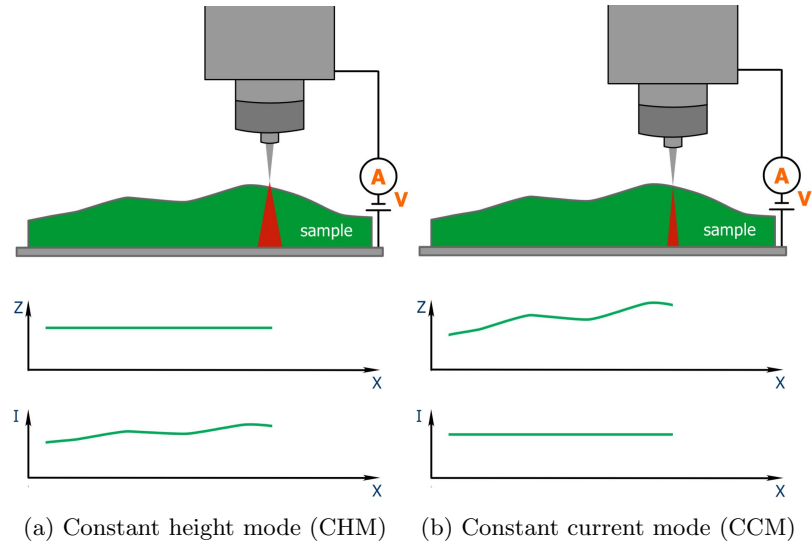 A
V
sample
Z
X
I
X
(a) Constant height mode (CHM)
A
V
sample
Z
X
I
X
(b) Constant current mode (CCM)